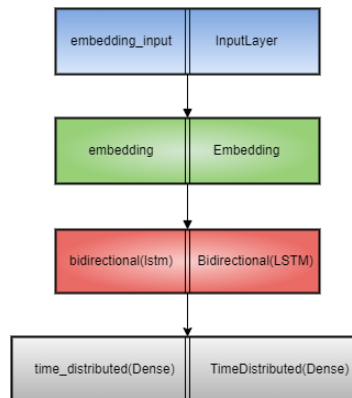 embedding_input InputLayer
embedding Embedding
bidirectional(lstm) Bidirectional(LSTM)
time_distributed(Dense) TimeDistributed(Dense)